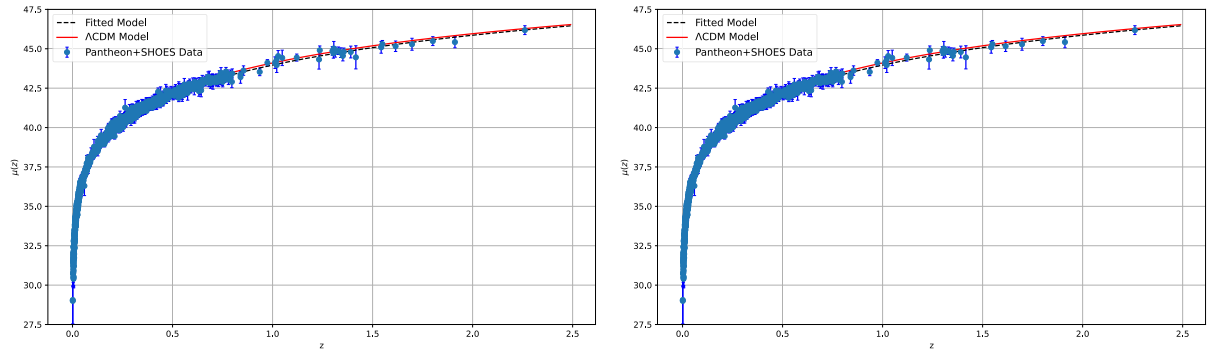 47.5
45.0
42.5
40.0
37.5
35.0
32.5
30.0
27.5
μ(z)
Fitted Model
ΛCDM Model
Pantheon+SHOES Data
0.0 0.5 1.0 1.5 2.0 2.5
z
47.5
45.0
42.5
40.0
37.5
35.0
32.5
30.0
27.5
μ(z)
Fitted Model
ΛCDM Model
Pantheon+SHOES Data
0.0 0.5 1.0 1.5 2.0 2.5
z